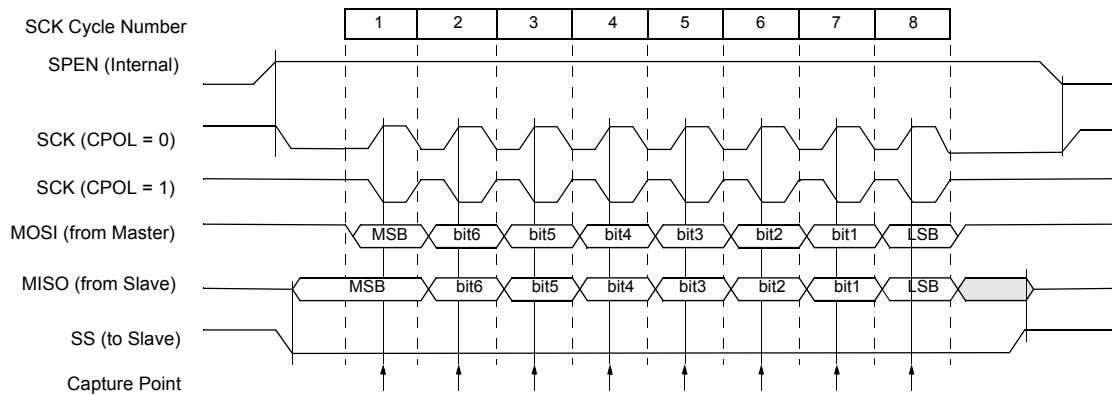 SCK Cycle Number 1 2 3 4 5 6 7 8
SPEN (Internal)
SCK (CPOL = 0)
SCK (CPOL = 1)
MOSI (from Master) MSB bit6 bit5 bit4 bit3 bit2 bit1 LSB
MISO (from Slave) MSB bit6 bit5 bit4 bit3 bit2 bit1 LSB
SS (to Slave)
Capture Point